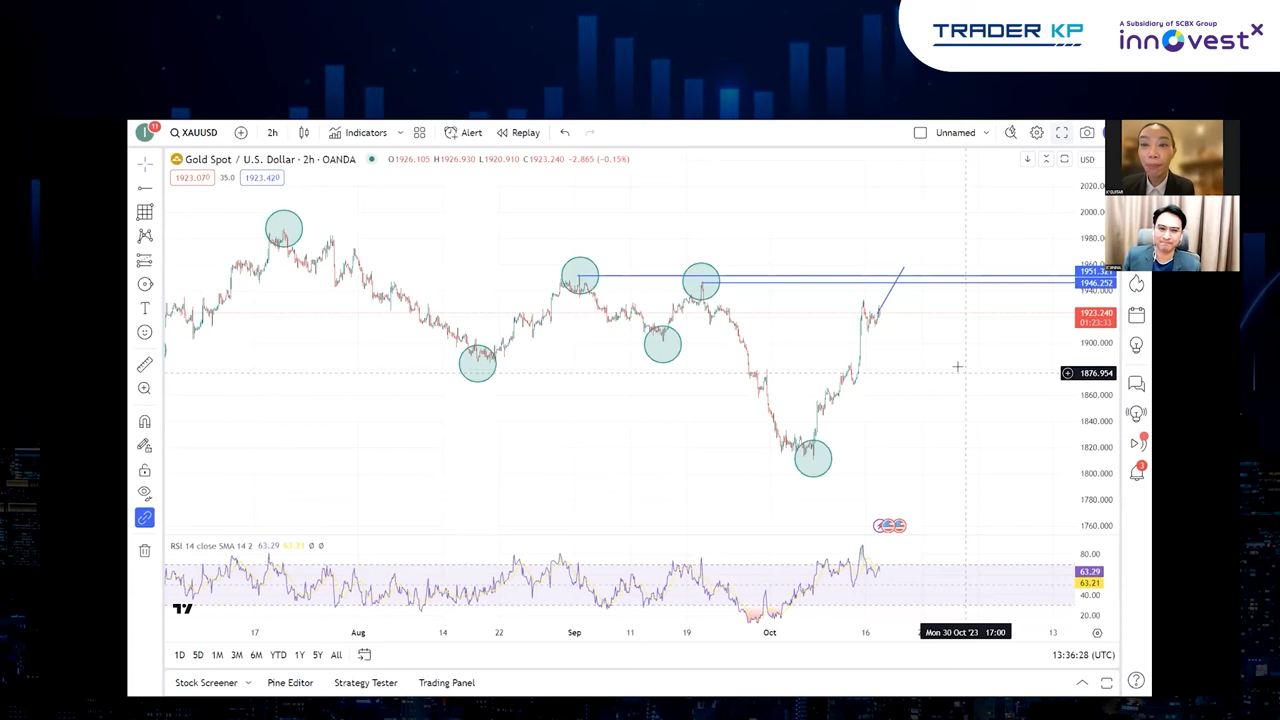 TRADER KP
A Subsidiary of SCBX Group
innovestx
11
XAUUSD
2h
Indicators
Alert
Replay
Unnamed
Gold Spot / U.S. Dollar · 2h · OANDA
O1926.105 H1926.930 L1920.910 C1923.240 -2.865 (-0.15%)
USD
1923.070
35.0
1923.420
2020.
2000.
1980.
1960.
1951.321
1946.252
1940.000
1923.240
01:23:33
1900.000
1876.954
1860.000
1840.000
1820.000
1800.000
1780.000
1760.000
RSI 14 close SMA 14 2 63.29 63.21 Ø Ø
80.00
63.29
63.21
40.00
20.00
17
Aug
14
22
Sep
11
19
Oct
16
Mon 30 Oct '23 17:00
13
1D
5D
1M
3M
6M
YTD
1Y
5Y
All
13:36:28 (UTC)
Stock Screener
Pine Editor
Strategy Tester
Trading Panel
3